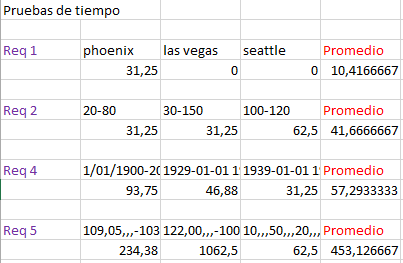 Pruebas de tiempo
Req 1 phoenix las vegas seattle Promedio
31,25 0 0 10,4166667
Req 2 20-80 30-150 100-120 Promedio
31,25 31,25 62,5 41,6666667
Req 4 1/01/1900-20 1929-01-01 1 1939-01-01 1 Promedio
93,75 46,88 31,25 57,2933333
Req 5 109,05,,,-103 122,00,,,-100 10,,,50,,,20,,, Promedio
234,38 1062,5 62,5 453,126667